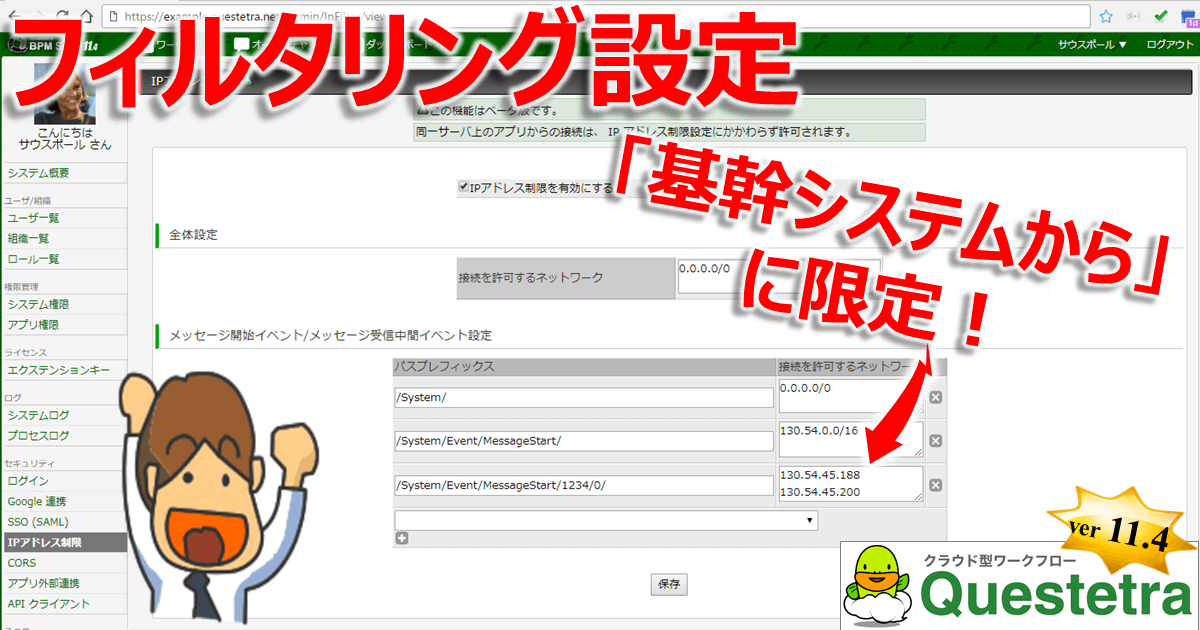 https://example.questetra.net
フィルタリング設定
BPM S
11.4
サウスポール ▼ ログアウト
こんにちは
サウスポール さん
この機能はベータ版です。
同一サーバ上のアプリからの接続は、 IP アドレス制限設定にかかわらず許可されます。
「基幹システムから」
に限定！
IPアドレス制限を有効にする
全体設定
接続を許可するネットワーク
0.0.0.0/0
メッセージ開始イベント/メッセージ受信中間イベント設定
パスプレフィックス
接続を許可するネットワー
/System/
0.0.0.0/0
/System/Event/MessageStart/
130.54.0.0/16
/System/Event/MessageStart/1234/0/
130.54.45.188
130.54.45.200
保存
システム概要
ユーザ/組織
ユーザー一覧
組織一覧
ロール一覧
権限管理
システム権限
アプリ権限
ライセンス
エクステンションキー
ログ
システムログ
プロセスログ
セキュリティ
ログイン
Google 連携
SSO (SAML)
IPアドレス制限
CORS
アプリ外部連携
API クライアント
ver 11.4
クラウド型ワークフロー
Questetra